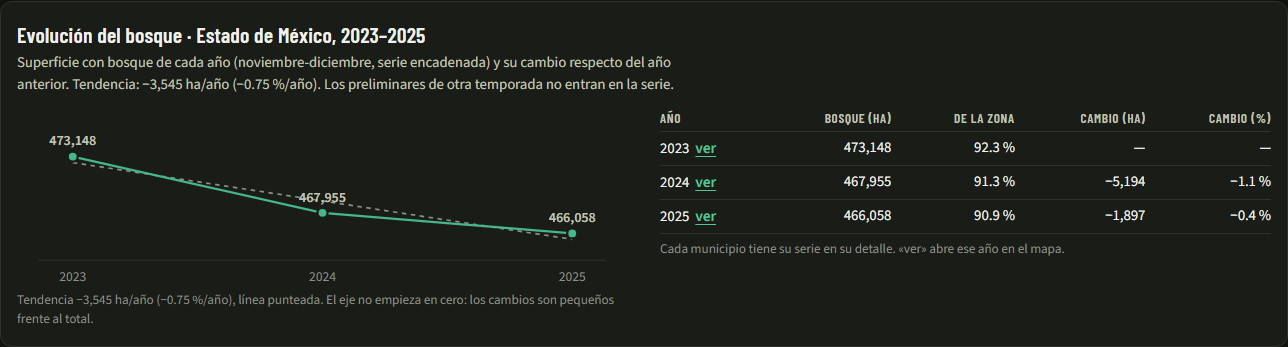 Evolución del bosque · Estado de México, 2023–2025
Superficie con bosque de cada año (noviembre-diciembre, serie encadenada) y su cambio respecto del año
anterior. Tendencia: −3,545 ha/año (−0.75 %/año). Los preliminares de otra temporada no entran en la serie.
473,148
467,955
466,058
2023 2024 2025
Tendencia −3,545 ha/año (−0.75 %/año), línea punteada. El eje no empieza en cero: los cambios son pequeños
frente al total.
AÑO BOSQUE (HA) DE LA ZONA CAMBIO (HA) CAMBIO (%)
2023 ver 473,148 92.3 % — —
2024 ver 467,955 91.3 % −5,194 −1.1 %
2025 ver 466,058 90.9 % −1,897 −0.4 %
Cada municipio tiene su serie en su detalle. «ver» abre ese año en el mapa.